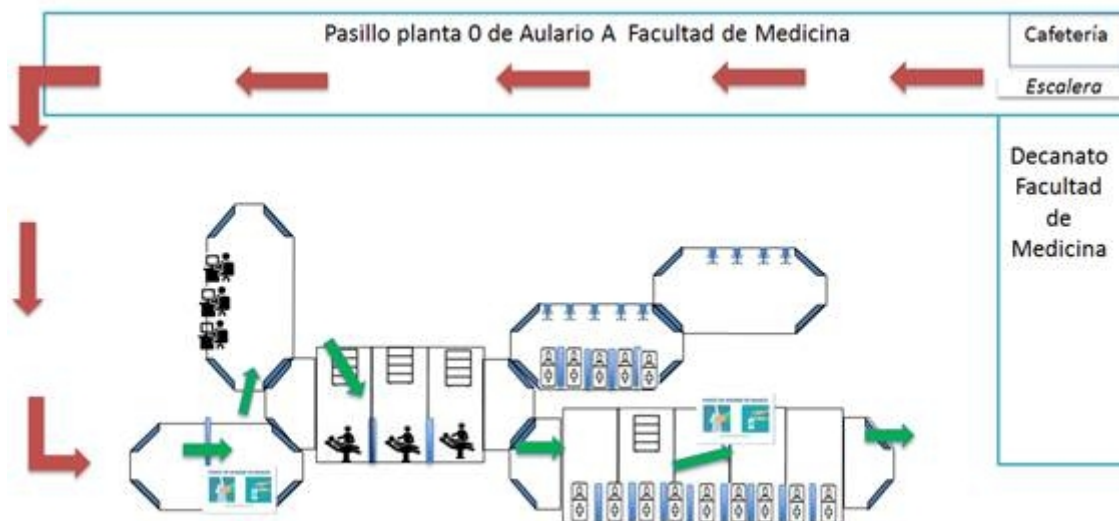 Pasillo planta 0 de Aulario A Facultad de Medicina
Cafetería
Escalera
Decanato
Facultad
de
Medicina